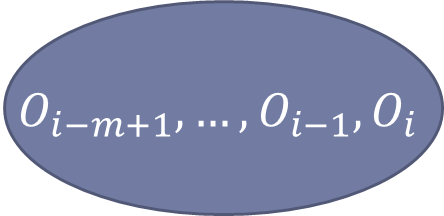 O_{i-m+1}, … , O_{i-1}, O_i